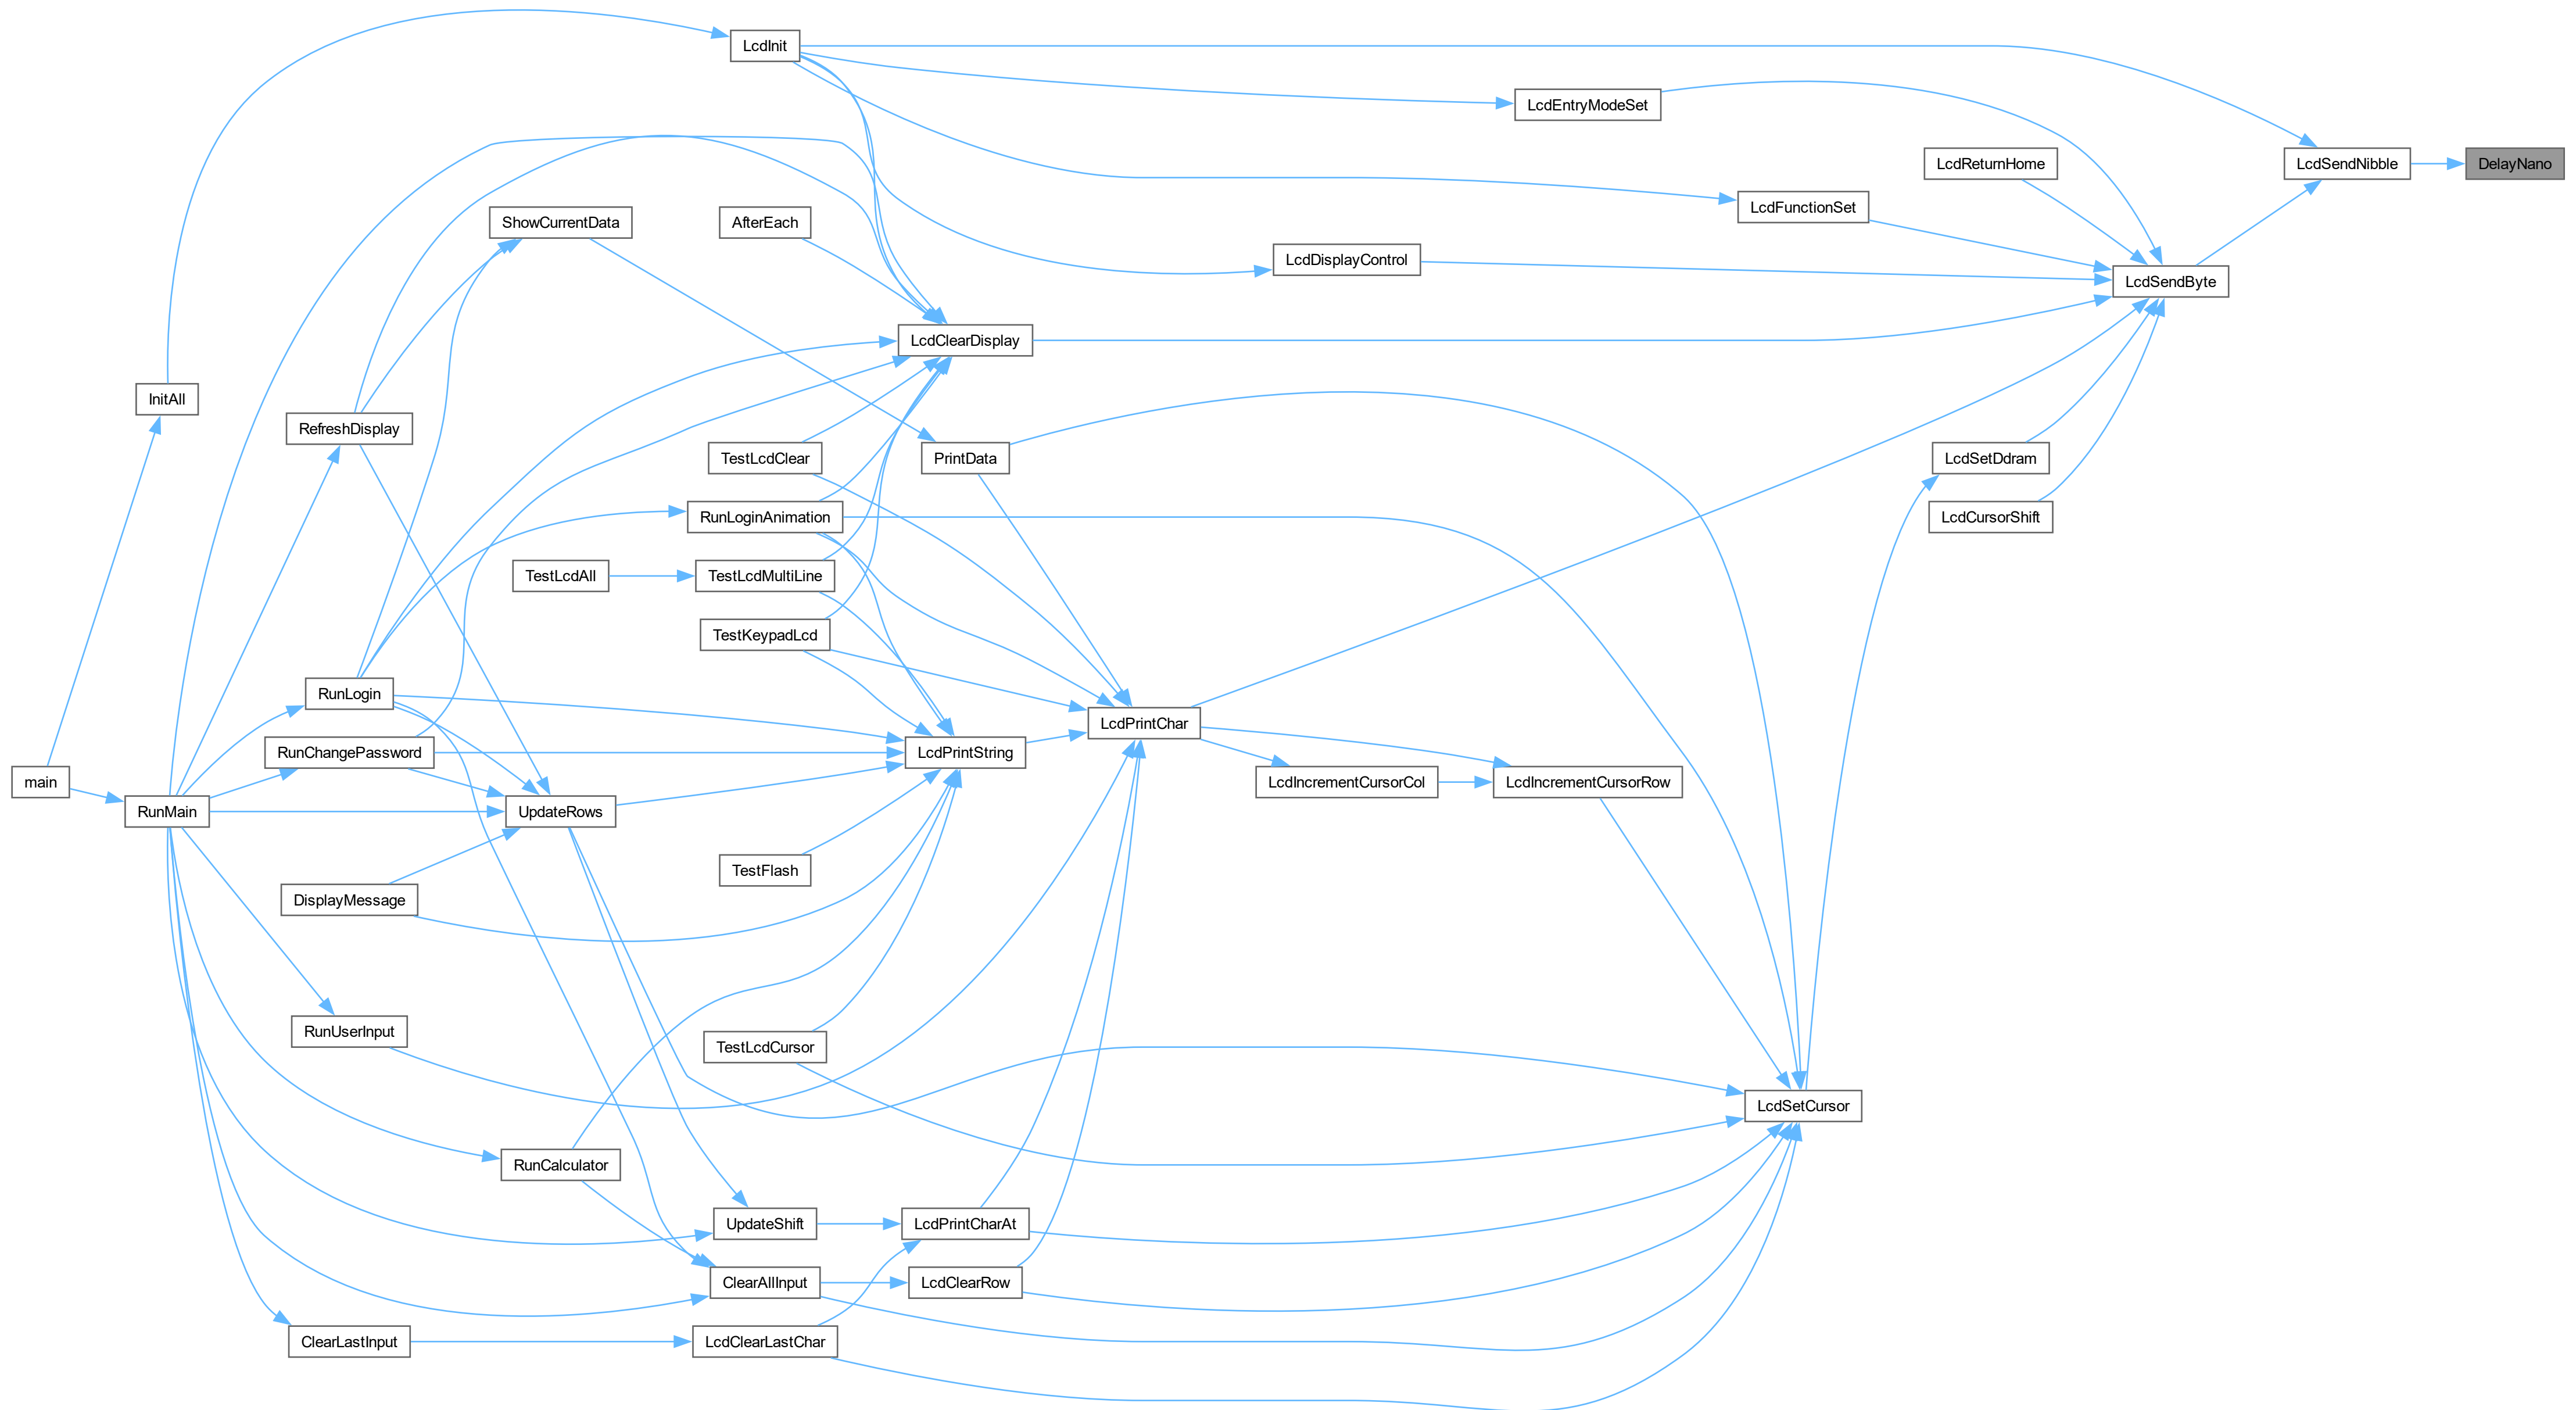 LcdInit
LcdEntryModeSet
LcdReturnHome
LcdSendNibble
DelayNano
LcdFunctionSet
ShowCurrentData
AfterEach
LcdDisplayControl
LcdSendByte
LcdClearDisplay
InitAll
RefreshDisplay
TestLcdClear
PrintData
LcdSetDdram
RunLoginAnimation
LcdCursorShift
TestLcdAll
TestLcdMultiLine
TestKeypadLcd
RunLogin
LcdPrintChar
RunChangePassword
LcdPrintString
main
LcdIncrementCursorCol
LcdIncrementCursorRow
RunMain
UpdateRows
TestFlash
DisplayMessage
RunUserInput
TestLcdCursor
LcdSetCursor
RunCalculator
UpdateShift
LcdPrintCharAt
ClearAllInput
LcdClearRow
ClearLastInput
LcdClearLastChar